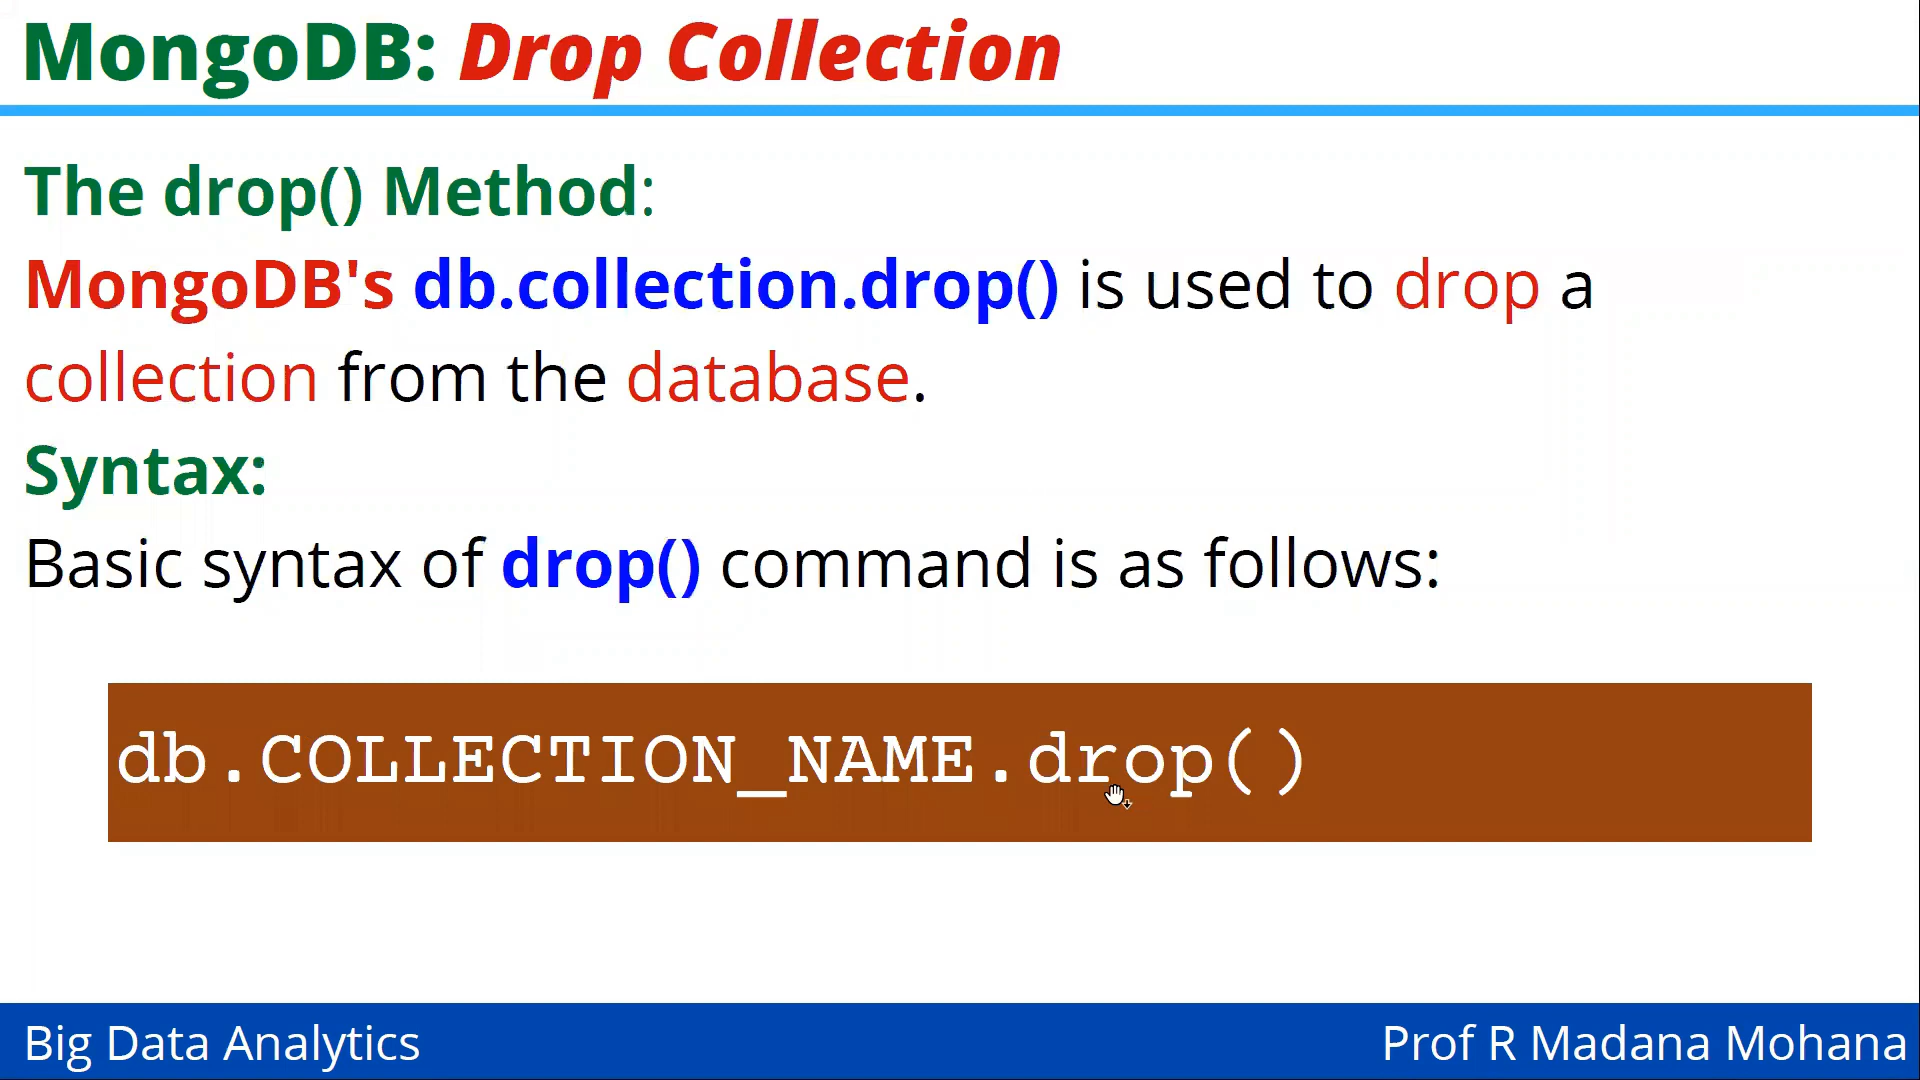 MongoDB: Drop Collection
The drop() Method:
MongoDB's db.collection.drop() is used to drop a
collection from the database.
Syntax:
Basic syntax of drop() command is as follows:
db.COLLECTION_NAME.drop()
Big Data Analytics
Prof R Madana Mohana